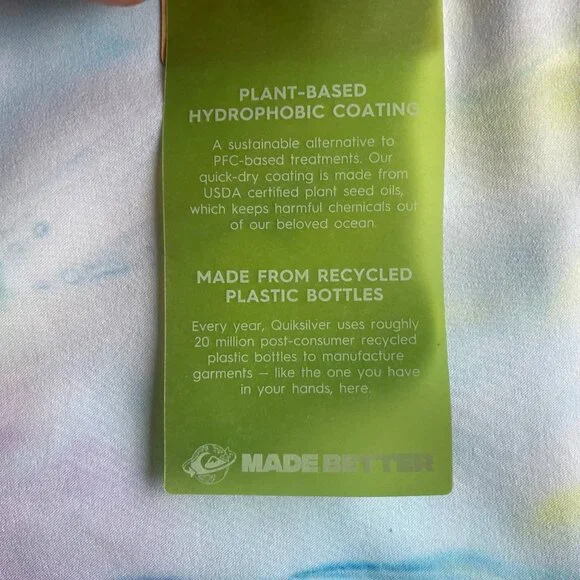 PLANT-BASED
HYDROPHOBIC COATING
A sustainable alternative to
PFC-based treatments. Our
quick-dry coating is made from
USDA certified plant seed oils,
which keeps harmful chemicals out
of our beloved ocean.
MADE FROM RECYCLED
PLASTIC BOTTLES
Every year, Quiksilver uses roughly
20 million post-consumer recycled
plastic bottles to manufacture
garments – like the one you have
in your hands, here.
MADE BETTER